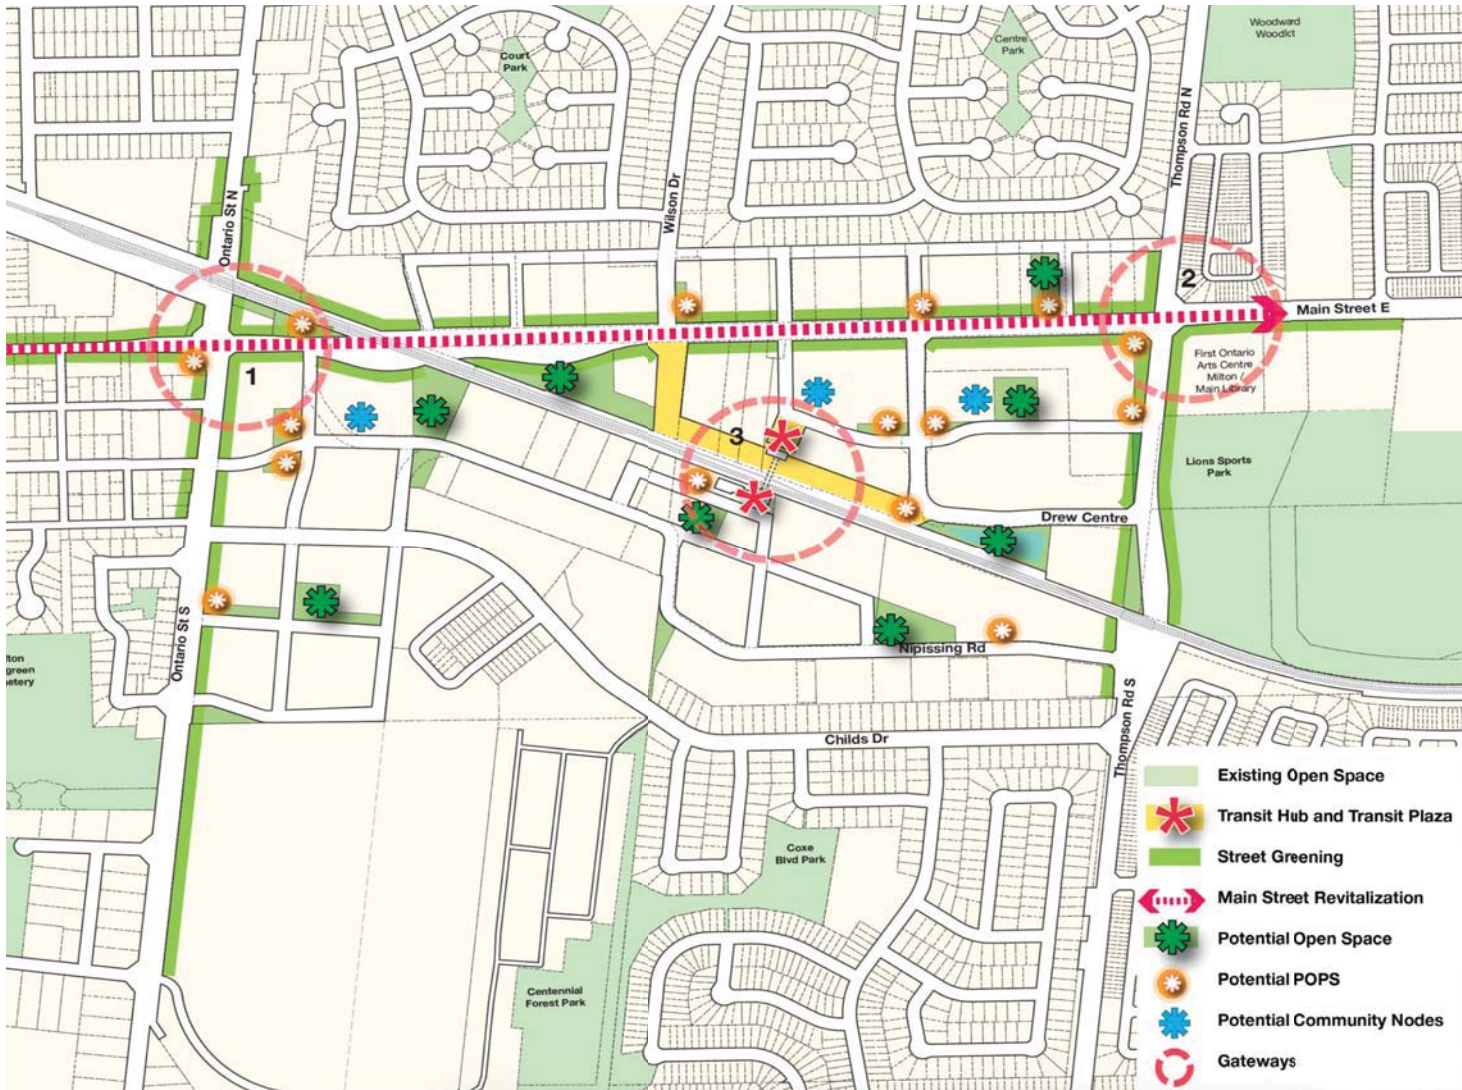 Woodward
Woodlot
Court
Park
Centre
Park
Thompson Rd N
Ontario St N
Wilson Dr
2
Main Street E
1
First Ontario
Arts Centre
Milton /
Main Library
3
Lions Sports
Park
Drew Centre
Nipissing Rd
Ontario St S
lton
green
netery
Thompson Rd S
Childs Dr
Coxe
Blvd Park
Centennial
Forest Park
Existing Open Space
Transit Hub and Transit Plaza
Street Greening
Main Street Revitalization
Potential Open Space
Potential POPS
Potential Community Nodes
Gateways